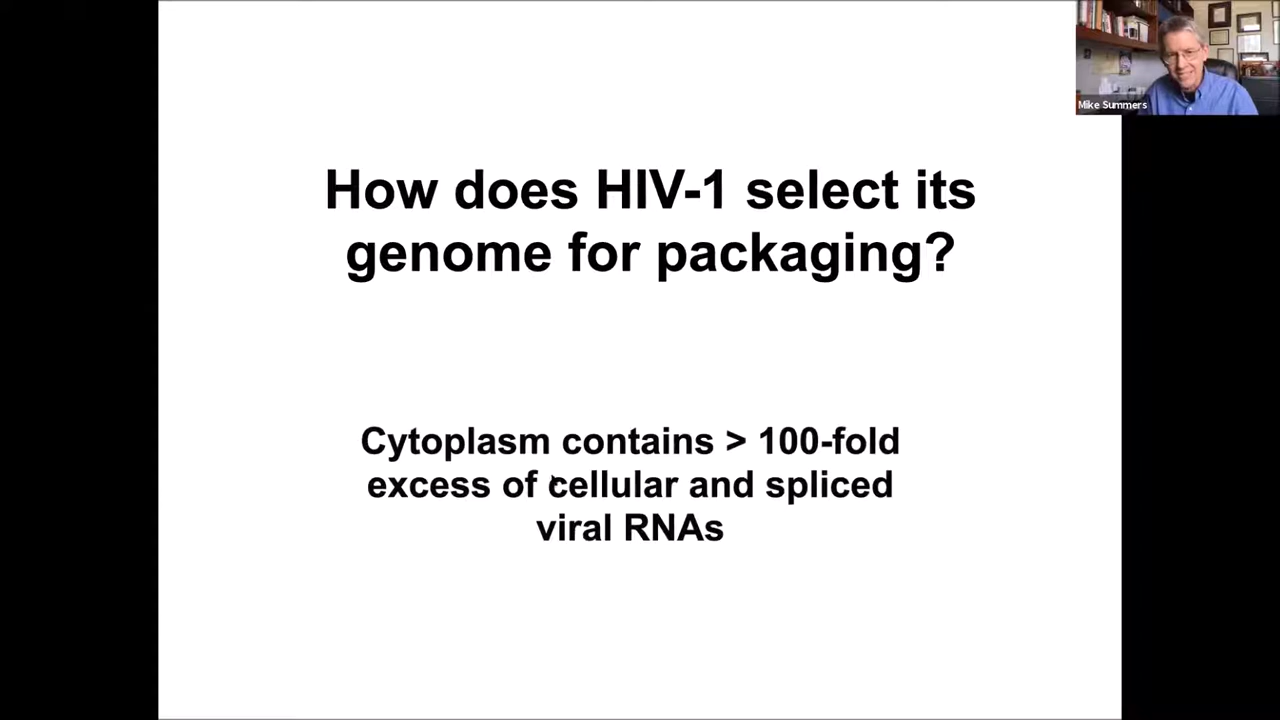 Mike Summers
How does HIV-1 select its
genome for packaging?
Cytoplasm contains > 100-fold
excess of cellular and spliced
viral RNAs